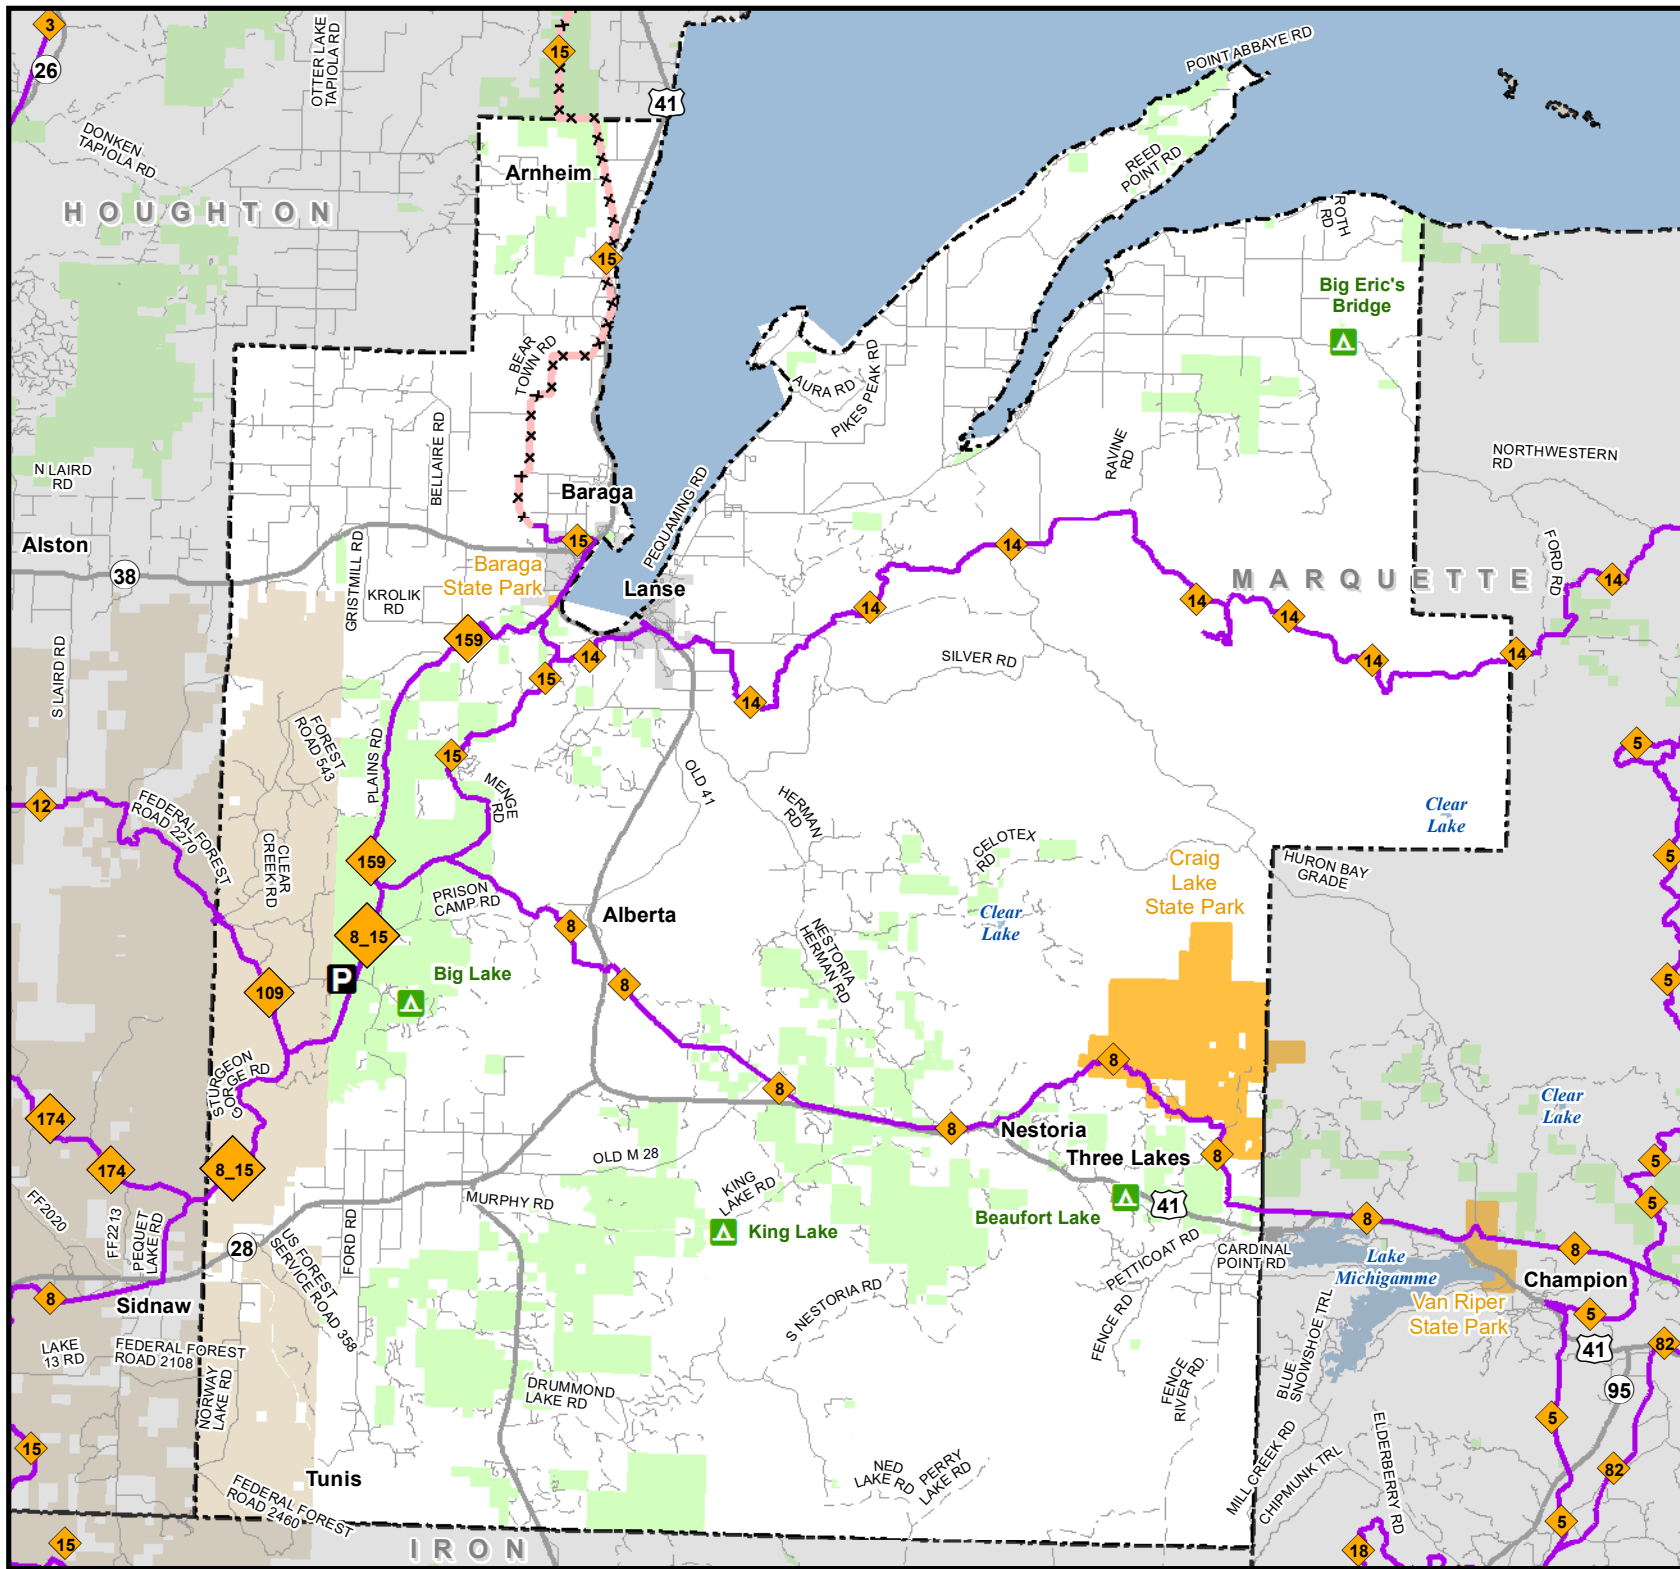 3
26
OTTER LAKE
TAPIOLA RD
15
41
POINT ABBAYE RD
DONKEN
TAPIOLA RD
Arnheim
REED
POINT RD
HOUGHTON
ROTH
RD
15
Big Eric's
Bridge
BEAR
TOWN RD
AURA RD
PIKES PEAK RD
BELLAIRE RD
RAVINE
RD
NORTHWESTERN
RD
N LAIRD
RD
Baraga
PEQUAMING RD
Alston
38
GRISTMILL RD
15
14
FORD RD
Baraga
State Park
KROLIK
RD
Lanse
MARQUETTE
14
14
14
14
159
S LAIRD RD
14
15
SILVER RD
14
14
14
FOREST
ROAD 543
PLAINS RD
15
5
OLD 41
MENGE
RD
HERMAN
RD
12
FEDERAL FOREST
ROAD 2270
Clear
Lake
CLEAR
CREEK RD
159
CELOTEX
RD
Craig
Lake
State Park
HURON BAY
GRADE
5
PRISON
CAMP RD
Alberta
Clear
Lake
8_15
8
NESTORIA
HERMAN RD
P
Big Lake
109
8
5
STURGEON
GORGE RD
8
8
174
Clear
Lake
8
Nestoria
174
8_15
OLD M 28
Three Lakes
8
5
FF2020
FF2213
PEQUET
LAKE RD
MURPHY RD
KING
LAKE RD
King Lake
Beaufort Lake
41
5
8
28
US FOREST
SERVICE ROAD 358
FORD RD
PETTICOAT RD
CARDINAL
POINT RD
Lake
Michigamme
8
Champion
8
Sidnaw
S NESTORIA RD
FENCE RD
Van Riper
State Park
5
BLUE
SNOWSHOE TRL
41
82
LAKE
13 RD
FEDERAL FOREST
ROAD 2108
NORWAY
LAKE RD
DRUMMOND
LAKE RD
FENCE
RIVER RD.
95
5
15
Tunis
NED
LAKE RD
PERRY
LAKE RD
MILL CREEK RD
CHIPMUNK TRL
ELDERBERRY RD
82
FEDERAL FOREST
ROAD 2460
5
15
IRON
18